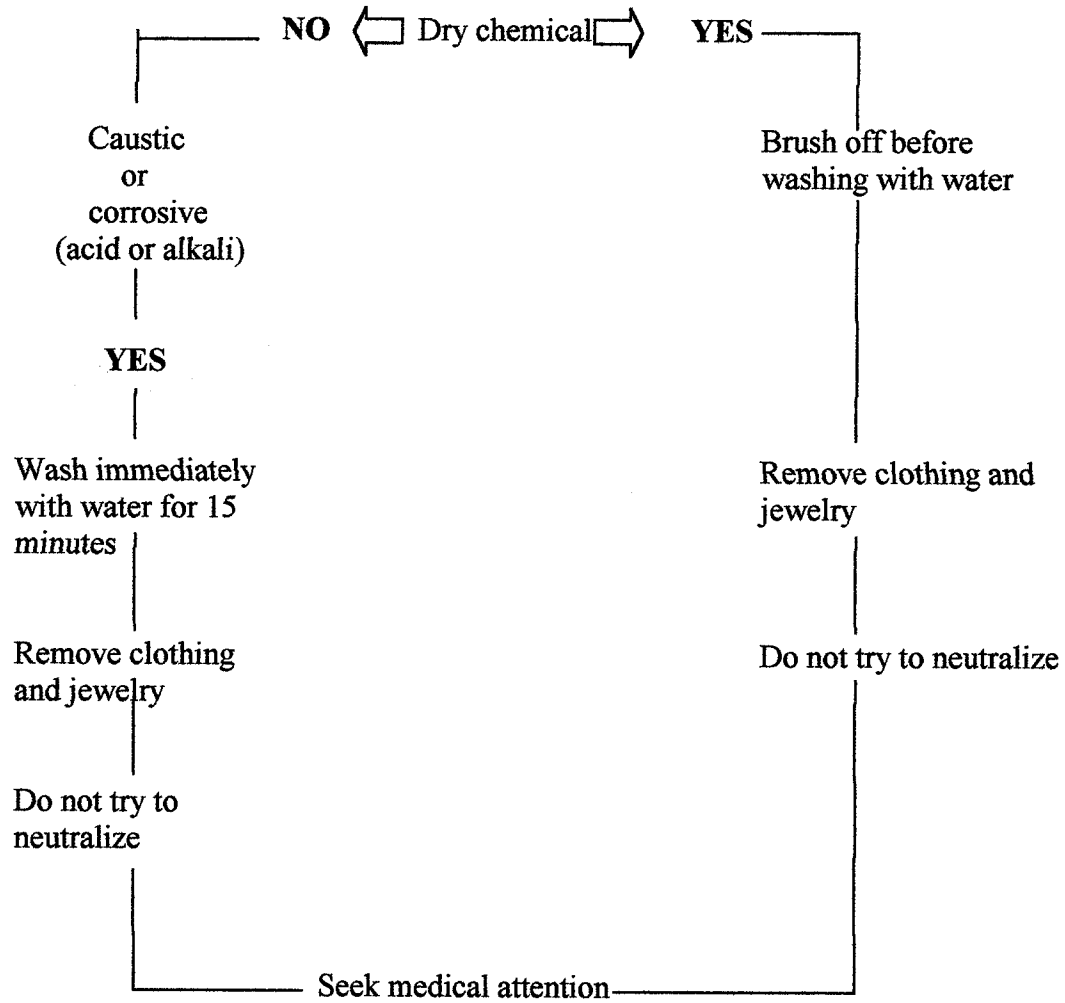 NO Dry chemical YES
Caustic
or
corrosive
(acid or alkali)
YES
Wash immediately
with water for 15
minutes
Remove clothing
and jewelry
Do not try to
neutralize
Brush off before
washing with water
Remove clothing and
jewelry
Do not try to neutralize
Seek medical attention